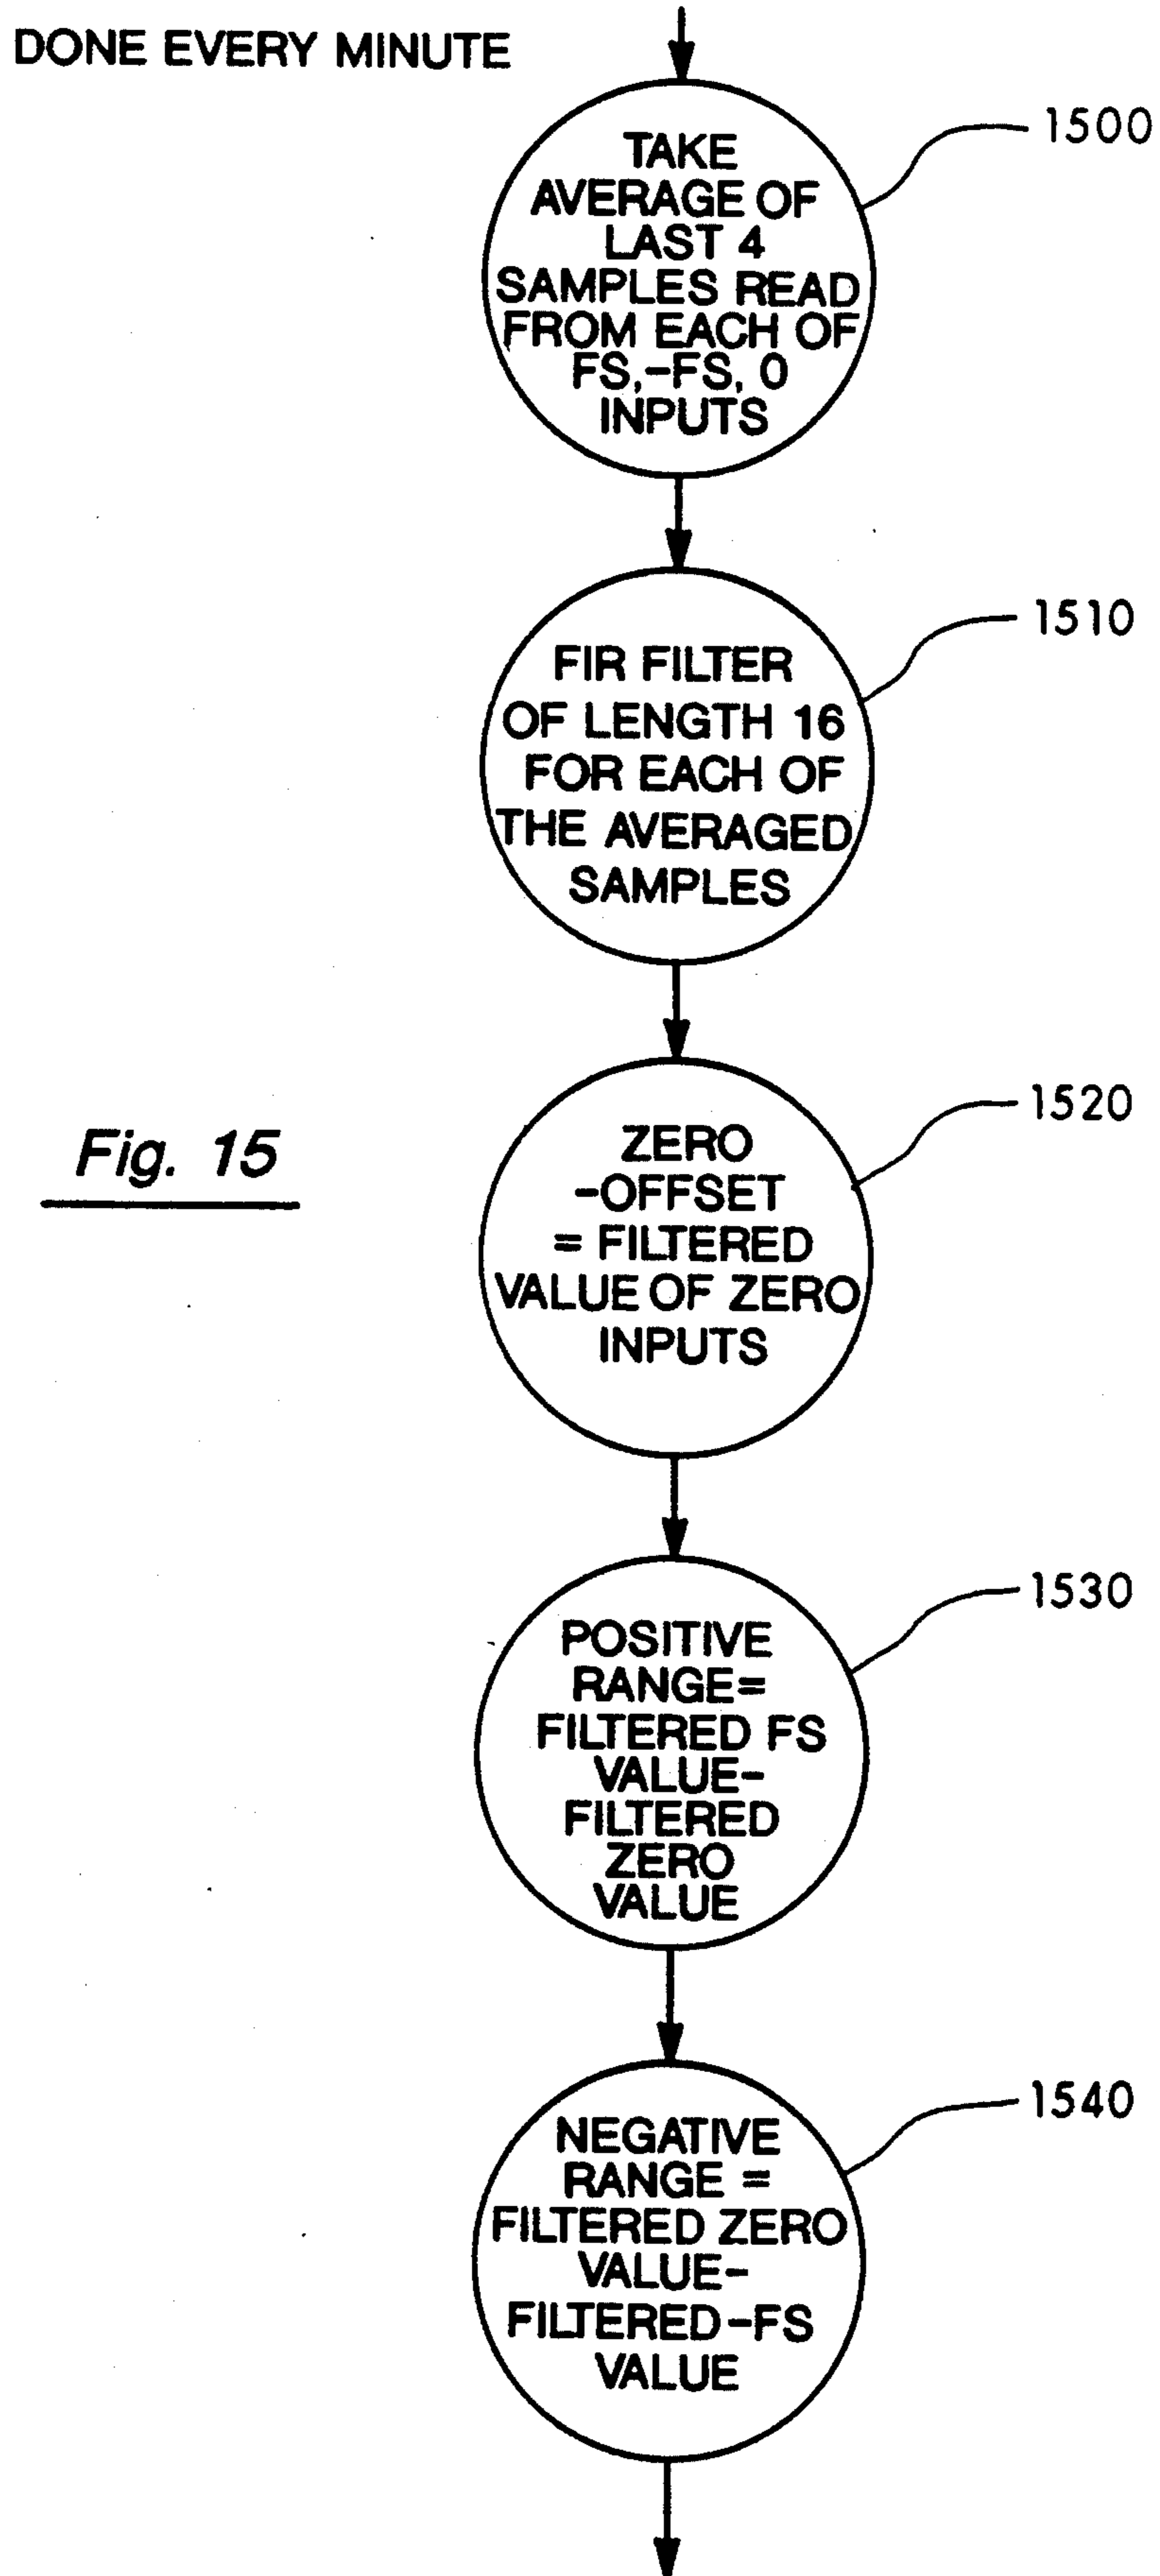 DONE EVERY MINUTE
TAKE
AVERAGE OF
LAST 4
SAMPLES READ
FROM EACH OF
FS,-FS, 0
INPUTS
1500
FIR FILTER
OF LENGTH 16
FOR EACH OF
THE AVERAGED
SAMPLES
1510
ZERO
-OFFSET
= FILTERED
VALUE OF ZERO
INPUTS
1520
Fig. 15
POSITIVE
RANGE=
FILTERED FS
VALUE-
FILTERED
ZERO
VALUE
1530
NEGATIVE
RANGE =
FILTERED ZERO
VALUE-
FILTERED-FS
VALUE
1540